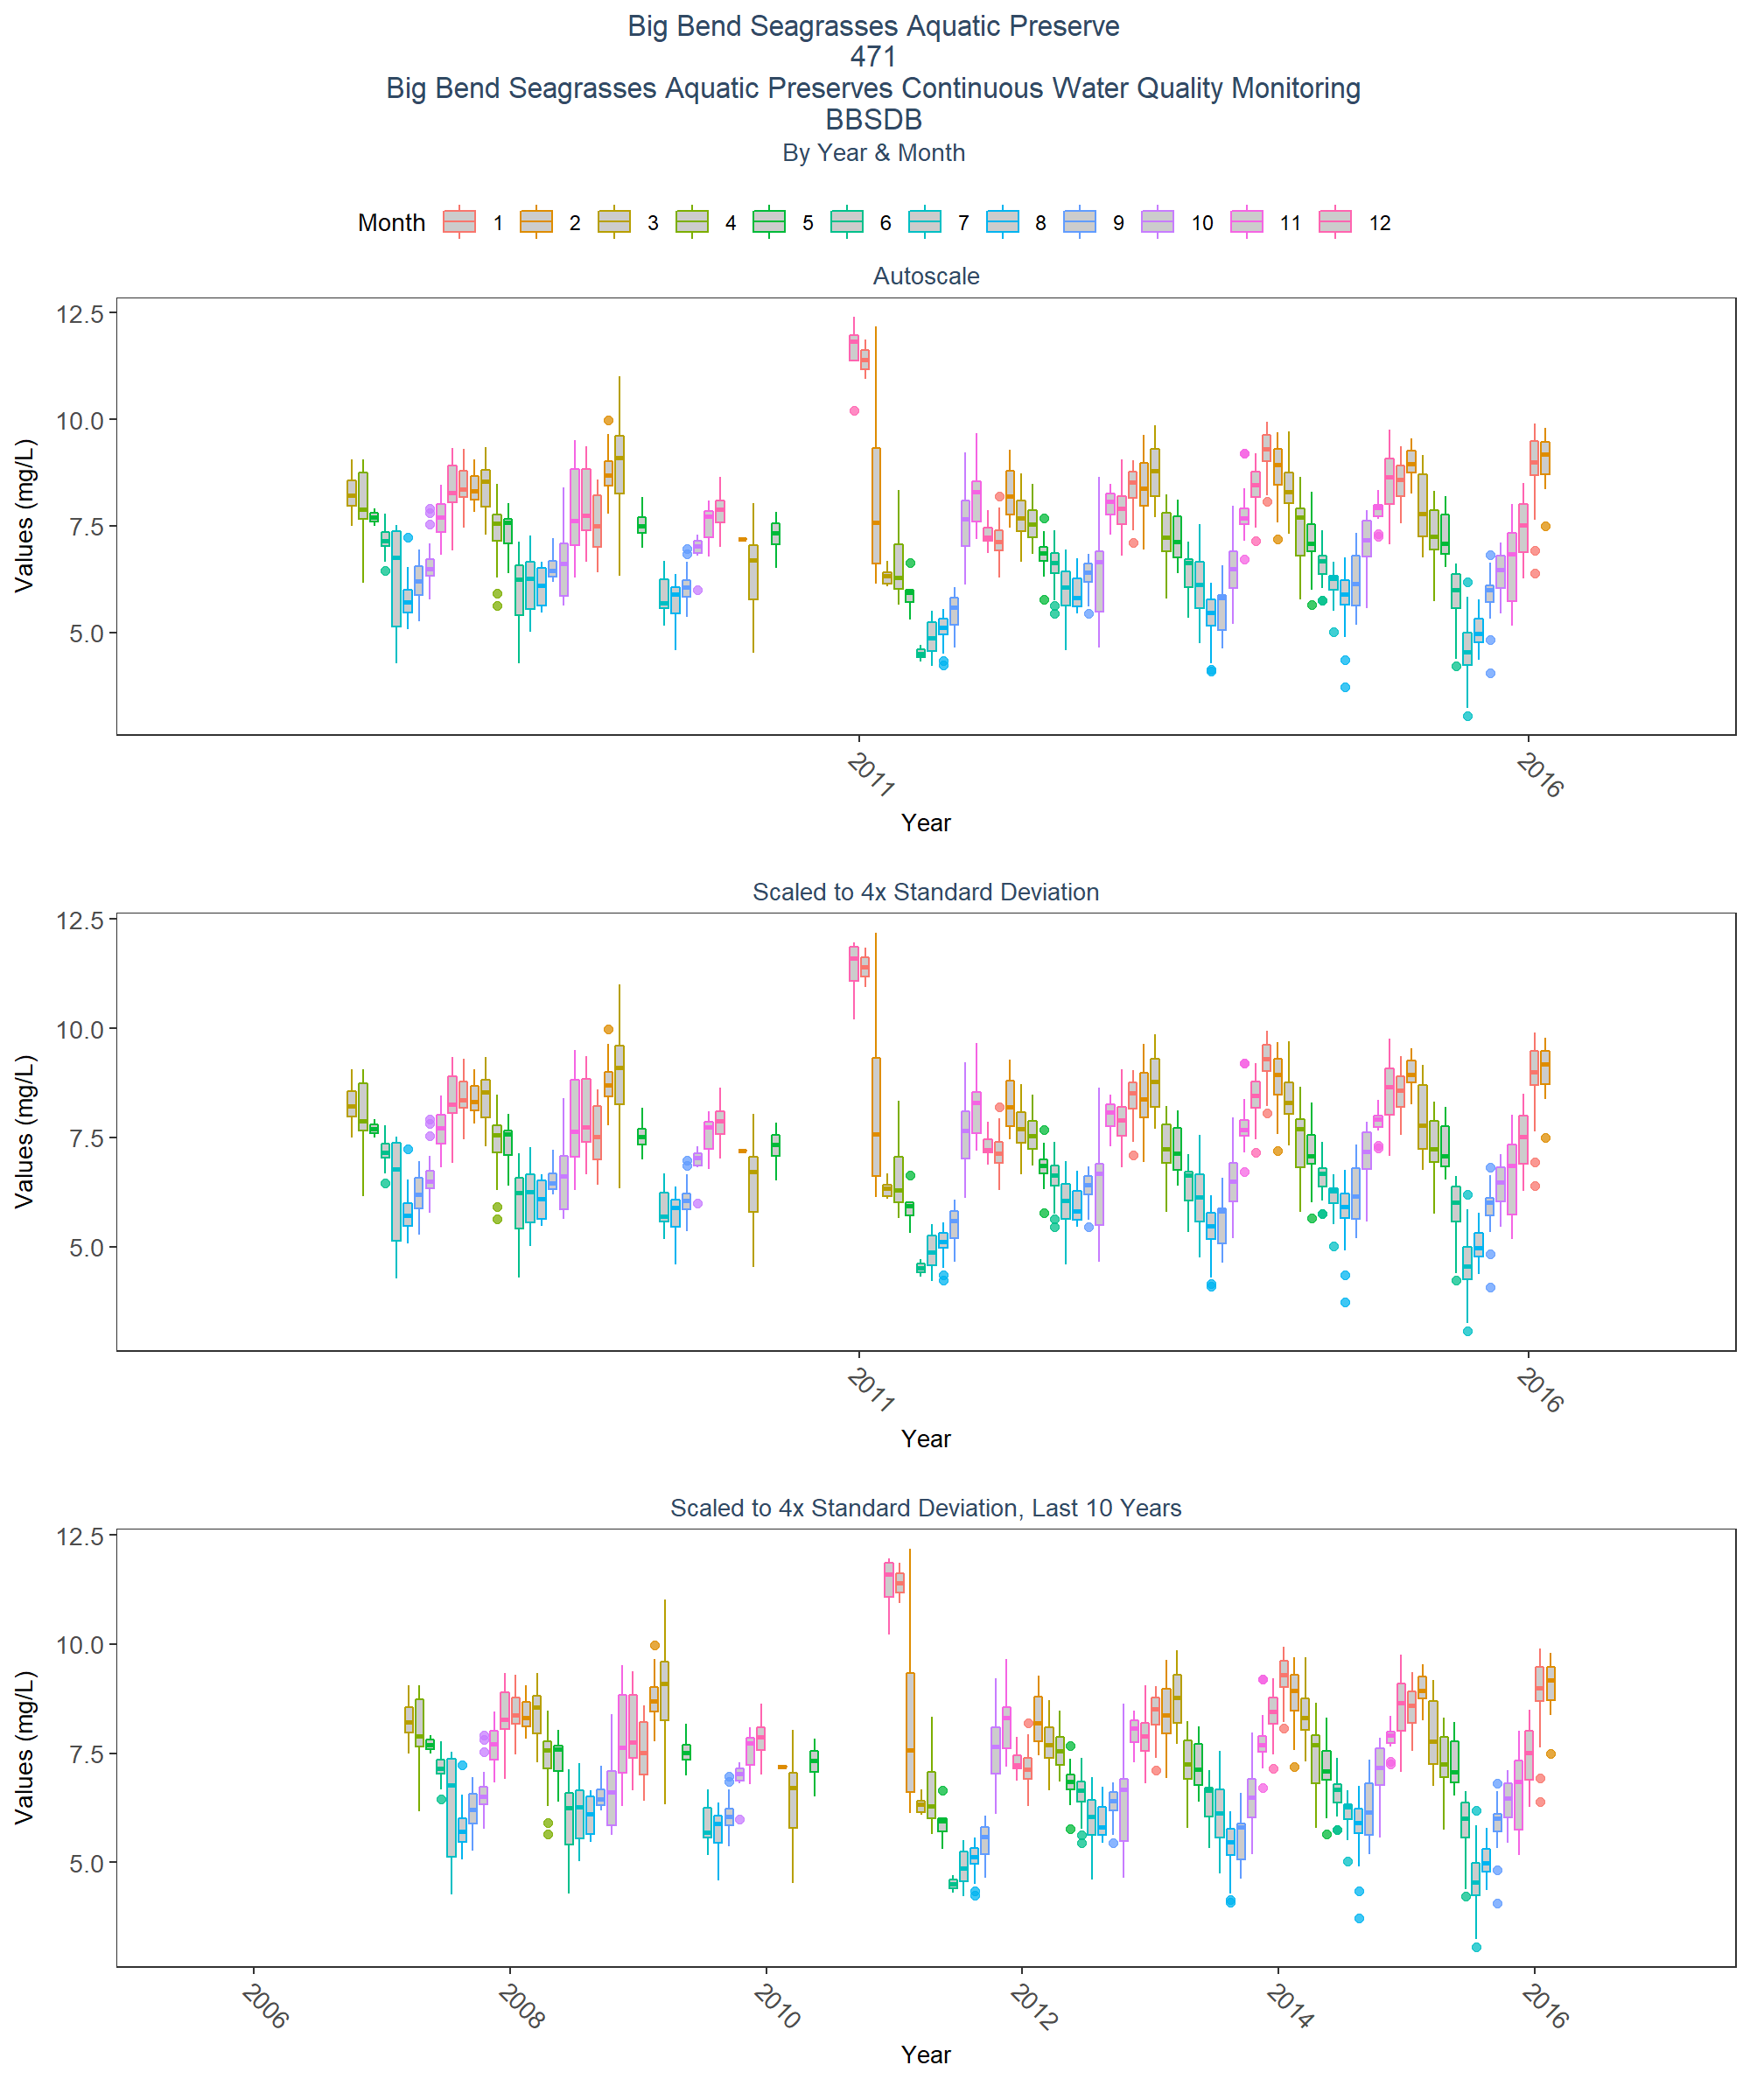 Big Bend Seagrasses Aquatic Preserve
471
Big Bend Seagrasses Aquatic Preserves Continuous Water Quality Monitoring
BBSDB
By Year & Month
Month 1 2 3 4 5 6 7 8 9 10 11 12
Autoscale
Values (mg/L)
12.5
10.0
7.5
5.0
2011 2016
Year
Scaled to 4x Standard Deviation
Values (mg/L)
12.5
10.0
7.5
5.0
2011 2016
Year
Scaled to 4x Standard Deviation, Last 10 Years
Values (mg/L)
12.5
10.0
7.5
5.0
2006 2008 2010 2012 2014 2016
Year